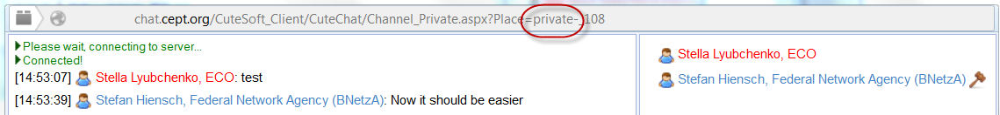 chat.cept.org/CuteSoft_Client/CuteChat/Channel_Private.aspx?Place=private-_108
Please wait, connecting to server...
Connected!
[14:53:07] Stella Lyubchenko, ECO: test
[14:53:39] Stefan Hiensch, Federal Network Agency (BNetzA): Now it should be easier
Stella Lyubchenko, ECO
Stefan Hiensch, Federal Network Agency (BNetzA)